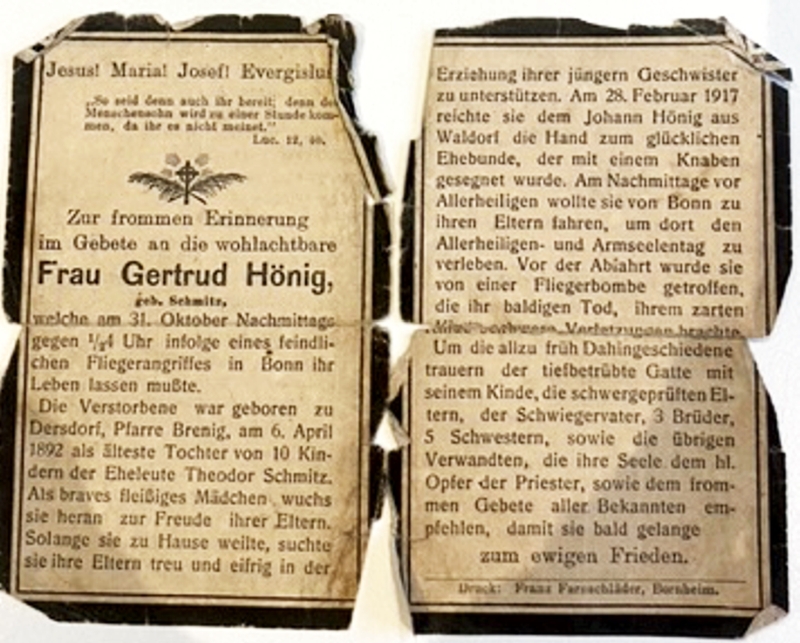 Jesus! Maria! Josef! Evergislu
„So seid denn auch ihr bereit; denn de
Menschensohn wird zu einer Stunde kom-
men, da ihr es nicht meinet."
Luc. 12, 40.
Zur frommen Erinnerung
im Gebete an die wohlachtbare
Frau Gertrud Hönig,
geb. Schmitz,
welche am 31. Oktober Nachmittags
gegen ½4 Uhr infolge eines feindli-
chen Fliegerangriffes in Bonn ihr
Leben lassen mußte.
Die Verstorbene war geboren zu
Dersdorf, Pfarre Brenig, am 6. April
1892 als älteste Tochter von 10 Kin-
dern der Eheleute Theodor Schmitz.
Als braves fleißiges Mädchen wuchs
sie heran zur Freude ihrer Eltern.
Solange sie zu Hause weilte, suchte
sie ihre Eltern treu und eifrig in der
Erziehung ihrer jüngern Geschwister
zu unterstützen. Am 28. Februar 1917
reichte sie dem Johann Hönig aus
Waldorf die Hand zum glücklichen
Ehebunde, der mit einem Knaben
gesegnet wurde. Am Nachmittage vor
Allerheiligen wollte sie von Bonn zu
ihren Eltern fahren, um dort den
Allerheiligen- und Armseelentag zu
verleben. Vor der Abfahrt wurde sie
von einer Fliegerbombe getroffen,
die ihr baldigen Tod, ihrem zarten
Verletzungen brachte
Um die allzu früh Dahingeschiedene
trauern der tiefbetrübte Gatte mit
seinem Kinde, die schwergeprüften El-
tern, der Schwiegervater, 3 Brüder,
5 Schwestern, sowie die übrigen
Verwandten, die ihre Seele dem hl.
Opfer der Priester, sowie dem from-
men Gebete aller Bekannten em-
pfehlen, damit sie bald gelange
zum ewigen Frieden.
Druck: Franz Farnschläder, Bornheim.